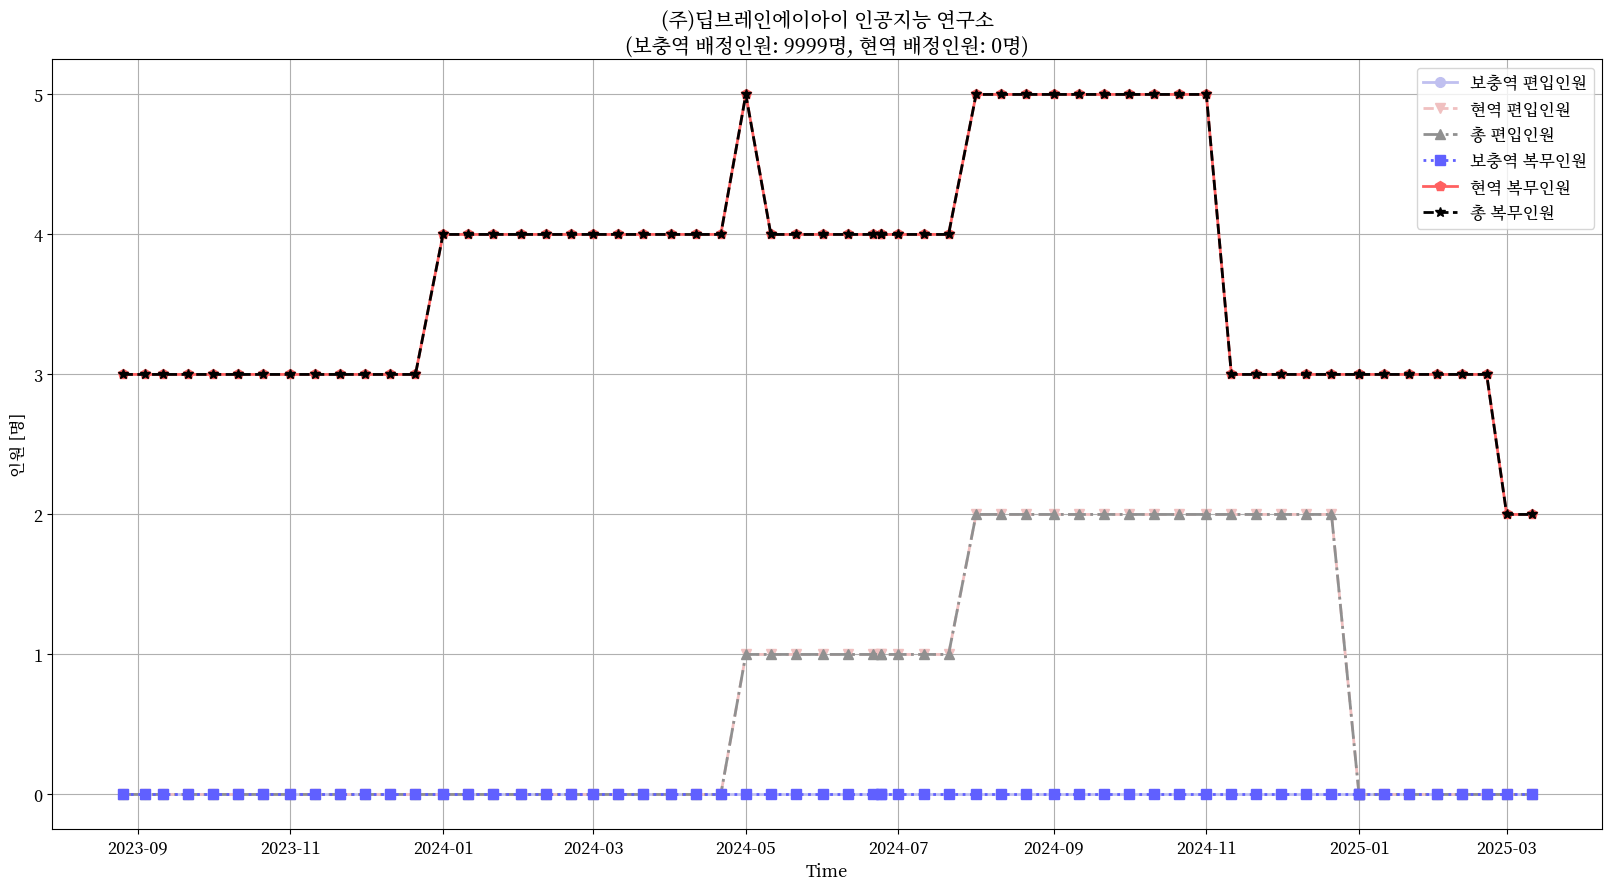 (주)딥브레인에이아이 인공지능 연구소
(보충역 배정인원: 9999명, 현역 배정인원: 0명)
보충역 편입인원
현역 편입인원
총 편입인원
보충역 복무인원
현역 복무인원
총 복무인원
인원 [명]
5
4
3
2
1
0
2023-09
2023-11
2024-01
2024-03
2024-05
2024-07
2024-09
2024-11
2025-01
2025-03
Time